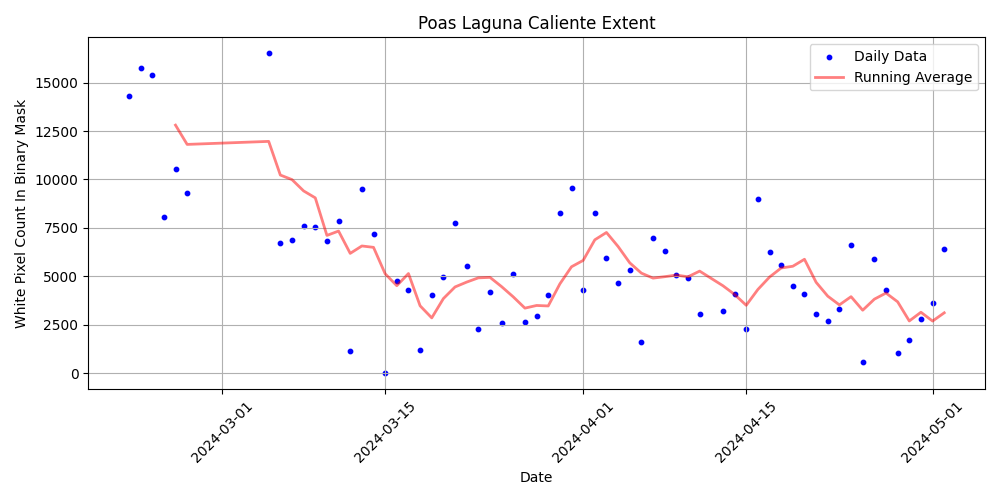 Poas Laguna Caliente Extent
Daily Data
Running Average
White Pixel Count In Binary Mask
15000
12500
10000
7500
5000
2500
0
2024-03-01
2024-03-15
2024-04-01
2024-04-15
2024-05-01
Date